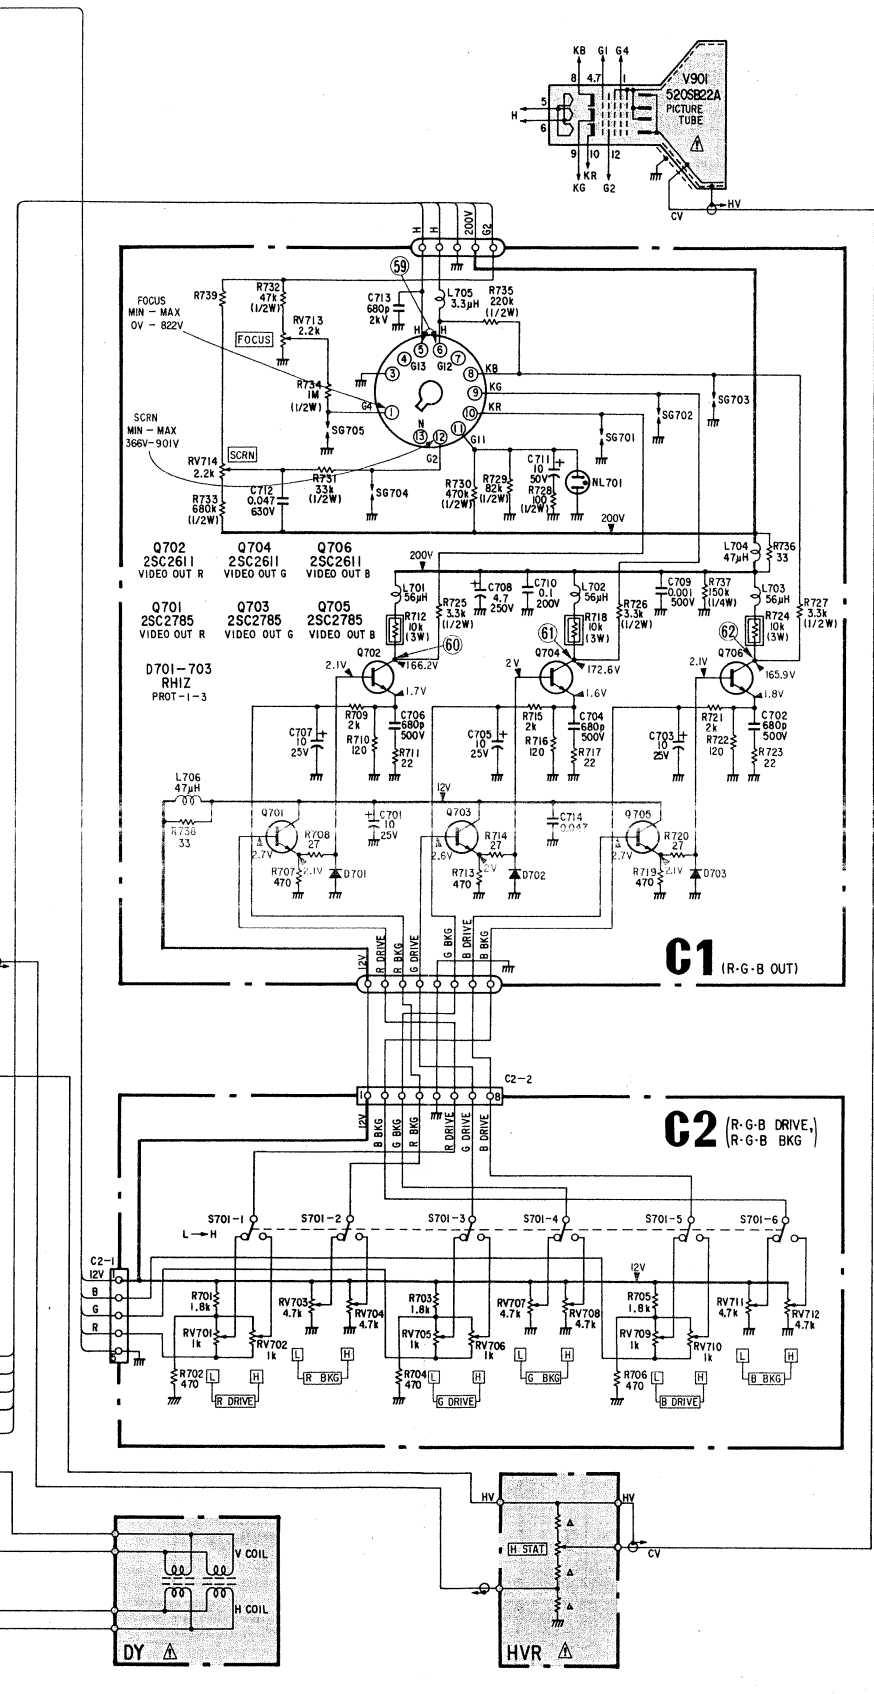 KB G1 G4
8 4.7 1
V901
520SB22A
PICTURE
TUBE
5
H
6
9 10 12
KR
KG G2
CV
HV
H H 200V G2
59
R739
R732
47k
(1/2W)
RV713
2.2k
FOCUS
FOCUS
MIN - MAX
0V - 822V
C713
680p
2kV
L705
3.3µH
R735
220k
(1/2W)
H H
5 6
4 G13 G12 7
3 8 KB
9 KG
10 KR
G4 1
N
13 12 11
G2 G11
R734
1M
(1/2W)
SG705
SCRN
MIN - MAX
366V-901V
SCRN
RV714
2.2k
R733
680k
(1/2W)
C712
0.047
630V
R731
33k
(1/2W)
SG704
R730
470k
(1/2W)
R729
82k
(1/2W)
C711
10
50V
R728
100
(1/2W)
NL701
SG701
SG702
SG703
200V
Q702
2SC2611
VIDEO OUT R
Q704
2SC2611
VIDEO OUT G
Q706
2SC2611
VIDEO OUT B
Q701
2SC2785
VIDEO OUT R
Q703
2SC2785
VIDEO OUT G
Q705
2SC2785
VIDEO OUT B
D701-703
RH1Z
PROT-1-3
200V
L704
47µH
R736
33
L701
56µH
R712
10k
(3W)
R725
3.3k
(1/2W)
C708
4.7
250V
C710
0.1
200V
L702
56µH
R718
10k
(3W)
R726
3.3k
(1/2W)
C709
0.001
500V
R737
150k
(1/4W)
L703
56µH
R724
10k
(3W)
R727
3.3k
(1/2W)
60
61
62
Q702
2.1V
166.2V
1.7V
Q704
2V
172.6V
1.6V
Q706
2.1V
165.9V
1.8V
C707
10
25V
R709
2k
R710
120
C706
680p
500V
R711
22
C705
10
25V
R715
2k
R716
120
C704
680p
500V
R717
22
C703
10
25V
R721
2k
R722
120
C702
680p
500V
R723
22
L706
47µH
R738
33
12V
Q701
2.7V
R708
27
R707
470
2.1V
D701
C701
10
25V
Q703
2.6V
R714
27
R713
470
2V
D702
C714
0.047
Q705
2.7V
R720
27
R719
470
2.1V
D703
12V
R DRIVE
R BKG
G DRIVE
G BKG
B DRIVE
B BKG
C1 (R·G·B OUT)
C2-2
1 8
12V
B BKG
G BKG
R BKG
R DRIVE
G DRIVE
B DRIVE
C2 (R·G·B DRIVE,
R·G·B BKG)
S701-1 S701-2 S701-3 S701-4 S701-5 S701-6
L→H
C2-1
1
12V
B
G
R
5
12V
R701
1.8k
RV701
1k
RV702
1k
R702
470
L H
R DRIVE
RV703
4.7k
RV704
4.7k
L H
R BKG
R703
1.8k
RV705
1k
RV706
1k
R704
470
L H
G DRIVE
RV707
4.7k
RV708
4.7k
L H
G BKG
R705
1.8k
RV709
1k
RV710
1k
R706
470
L H
B DRIVE
RV711
4.7k
RV712
4.7k
L H
B BKG
V COIL
H COIL
DY
HV HV
H STAT
CV
HVR